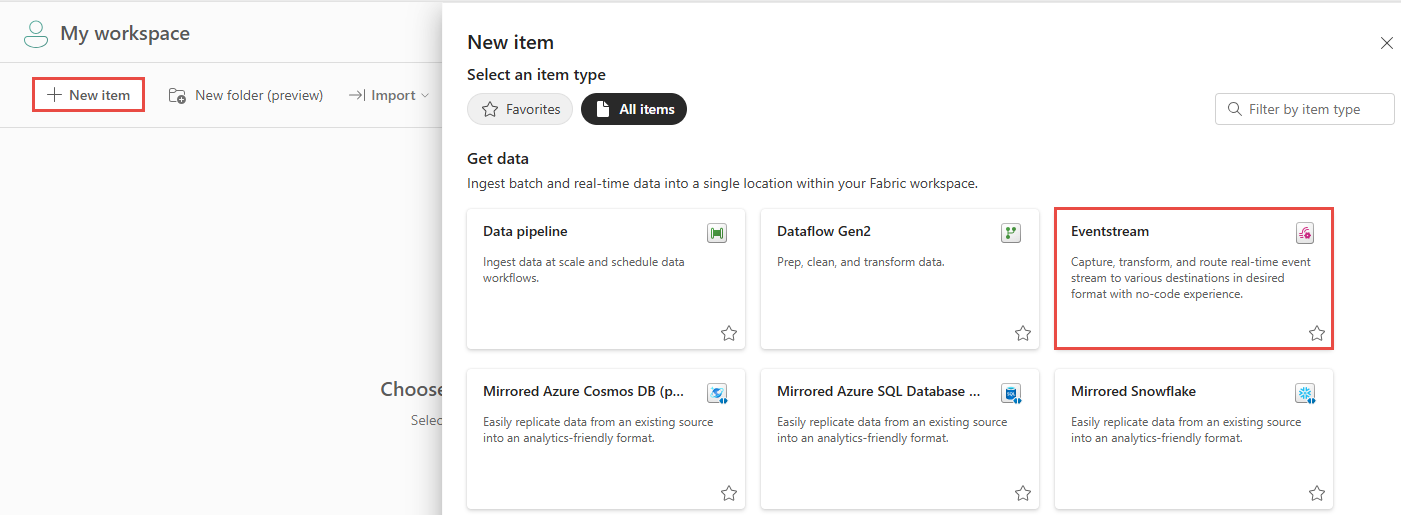 My workspace
New item
New folder (preview)
Import
Choose
Selec
New item
Select an item type
Favorites
All items
Filter by item type
Get data
Ingest batch and real-time data into a single location within your Fabric workspace.
Data pipeline
Ingest data at scale and schedule data
workflows.
Dataflow Gen2
Prep, clean, and transform data.
Eventstream
Capture, transform, and route real-time event
stream to various destinations in desired
format with no-code experience.
Mirrored Azure Cosmos DB (p...
Easily replicate data from an existing source
into an analytics-friendly format.
Mirrored Azure SQL Database ...
Easily replicate data from an existing source
into an analytics-friendly format.
Mirrored Snowflake
Easily replicate data from an existing source
into an analytics-friendly format.